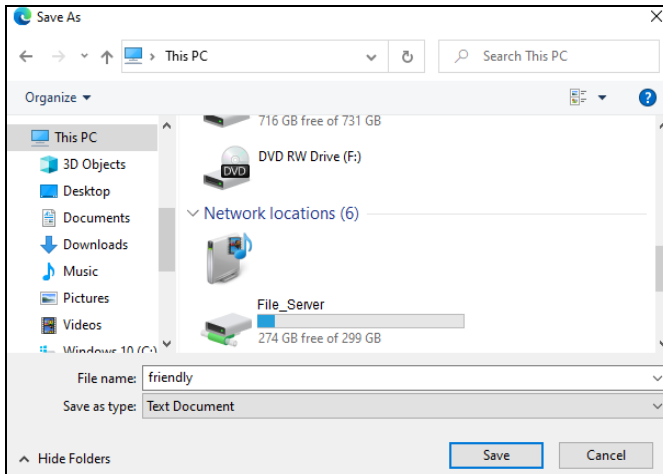 Save As
This PC
Search This PC
Organize
This PC
3D Objects
Desktop
Documents
Downloads
Music
Pictures
Videos
Windows 10 (C:)
716 GB free of 731 GB
DVD RW Drive (F:)
DVD
Network locations (6)
File_Server
274 GB free of 299 GB
File name: friendly
Save as type: Text Document
Hide Folders
Save
Cancel